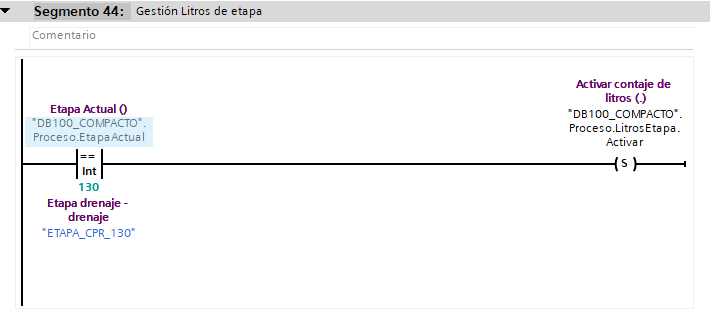 Segmento 44: Gestión Litros de etapa
Comentario
Etapa Actual ()
"DB100_COMPACTO".
Proceso.EtapaActual
==
Int
130
Etapa drenaje -
drenaje
"ETAPA_CPR_130"
Activar contaje de
litros (.)
"DB100_COMPACTO".
Proceso.LitrosEtapa.
Activar
S